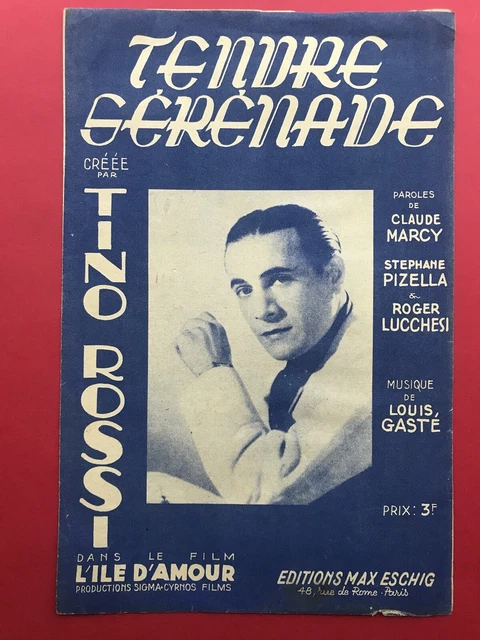 TENDRE
SÉRÉNADE
CRÉÉE
PAR
TINO ROSSI
PAROLES
DE
CLAUDE
MARCY
STEPHANE
PIZELLA
&
ROGER
LUCCHESI
MUSIQUE
DE
LOUIS,
GASTÉ
PRIX: 3F
DANS LE FILM
L'ILE D'AMOUR
PRODUCTIONS SIGMA-CYRNOS FILMS
EDITIONS MAX ESCHIG
48, rue de Rome - Paris